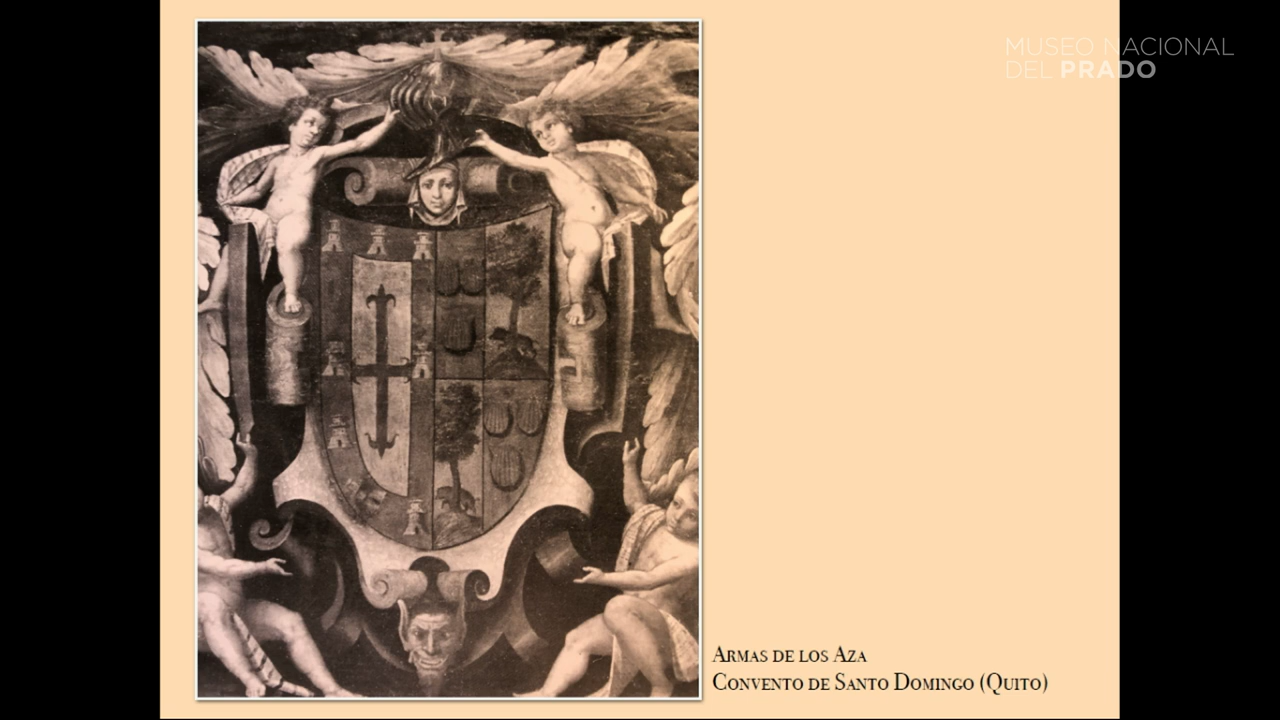 MUSEO NACIONAL
DEL PRADO
ARMAS DE LOS AZA
CONVENTO DE SANTO DOMINGO (QUITO)